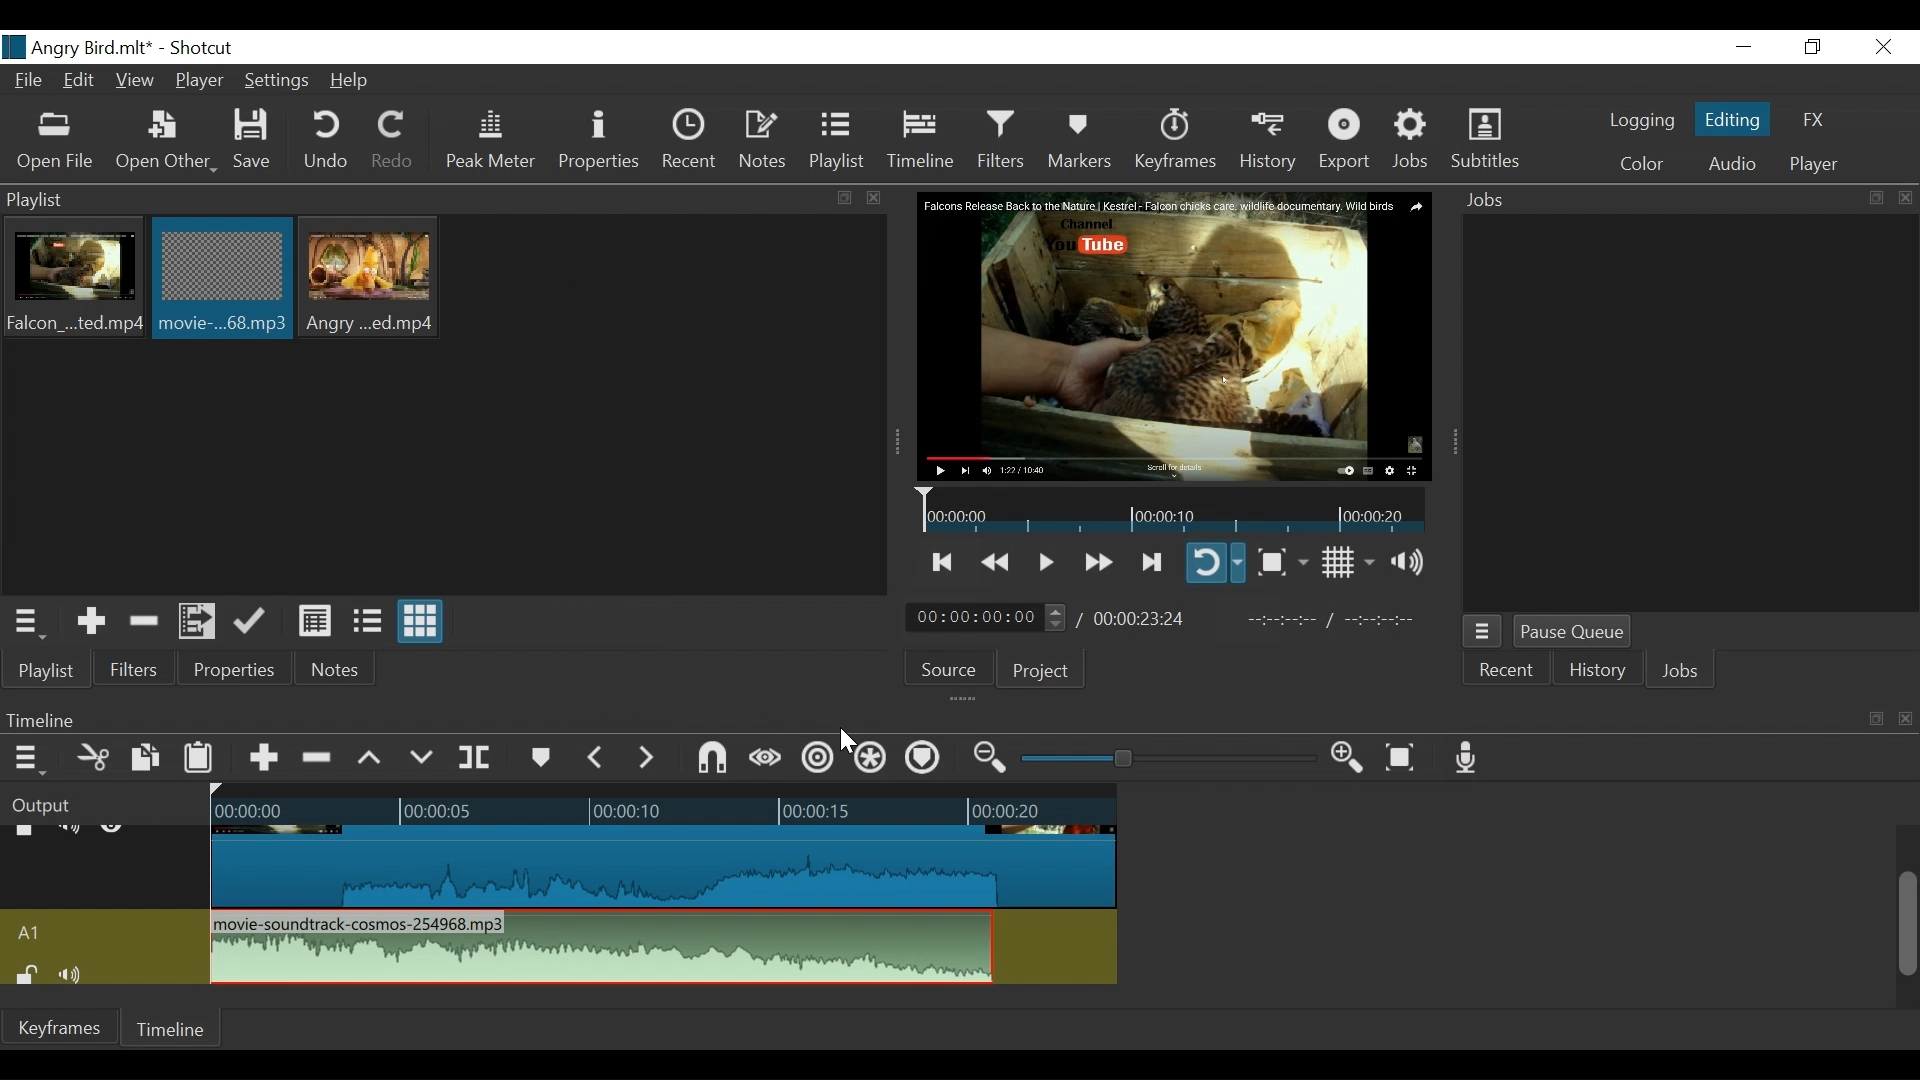 Angry Bird.mlt* - Shotcut
File Edit View Player Settings Help
Open File Open Other Save Undo Redo Peak Meter Properties Recent Notes Playlist Timeline Filters Markers Keyframes History Export Jobs Subtitles
Logging Editing FX
Color Audio Player
Playlist
Falcon_...ted.mp4 movie-...68.mp3 Angry ...ed.mp4
Falcons Release Back to the Nature | Kestrel - Falcon chicks care. wildlife documentary. Wild birds
Channel
You Tube
1:22 / 10:40
Scroll for details
00:00:00 00:00:10 00:00:20
00:00:00:00 / 00:00:23:24 --:--:--:-- / --:--:--:--
Jobs
Pause Queue
Playlist Filters Properties Notes
Source Project
Recent History Jobs
Timeline
Output
00:00:00 00:00:05 00:00:10 00:00:15 00:00:20
A1
movie-soundtrack-cosmos-254968.mp3
Keyframes Timeline